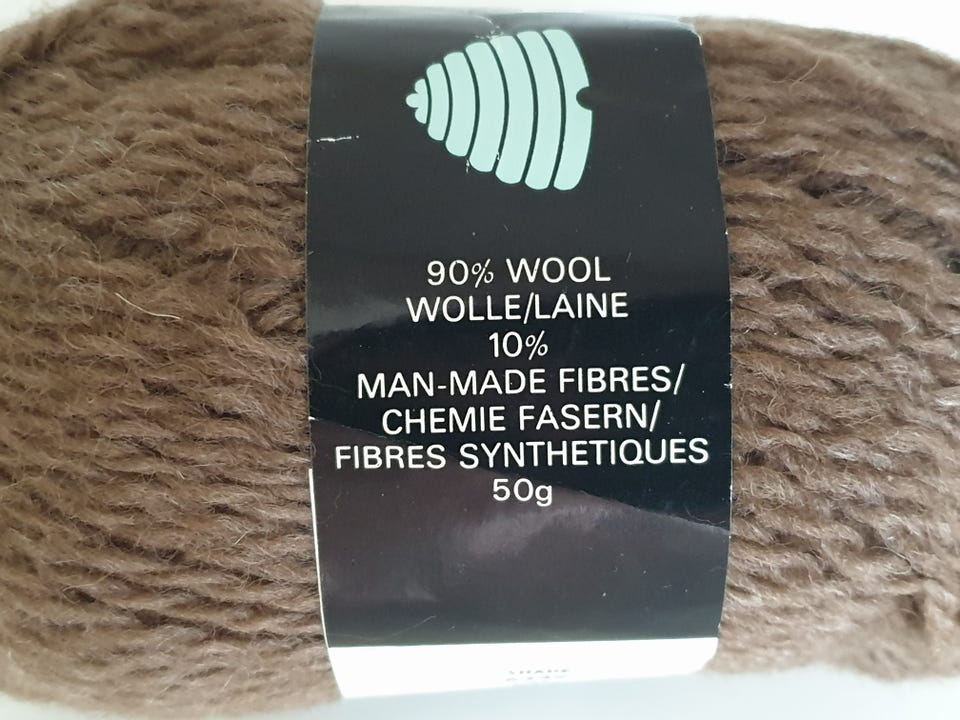 90% WOOL
WOLLE/LAINE
10%
MAN-MADE FIBRES/
CHEMIE FASERN/
FIBRES SYNTHETIQUES
50g